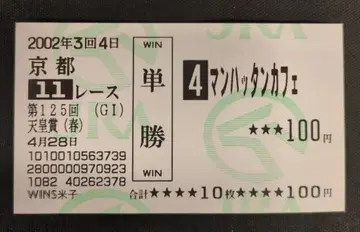 2002年3回4日
京都
11レース
第125回 (GI)
天皇賞(春)
4月28日
1010010563739
2800000970923
1082 40262378
WINS米子
WIN
単勝
WIN
4 マンハッタンカフェ
★★★100円
合計★★★★10枚★★★★100円
JRA
JRA